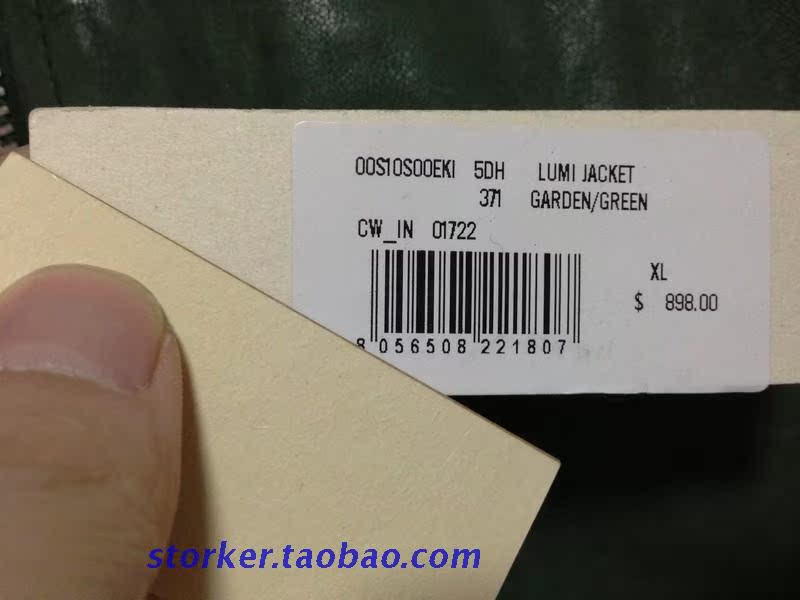 00S10S00EKI 5DH LUMI JACKET
371 GARDEN/GREEN
CW_IN 01722
XL
$ 898.00
8 056508 221807
storker.taobao.com